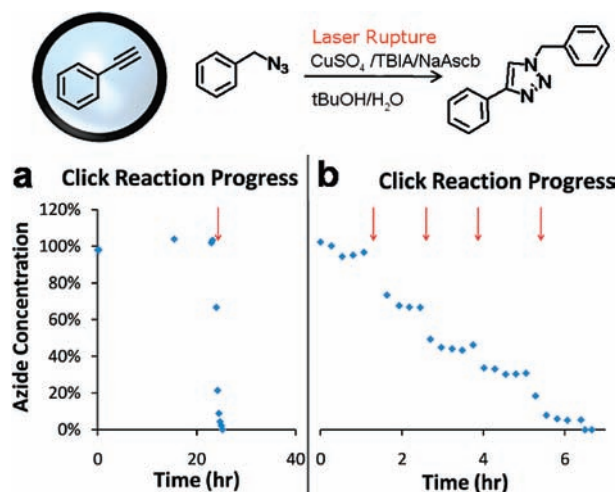 Laser Rupture
N₃
CuSO₄ /TBIA/NaAscb
tBuOH/H₂O
N N N
a Click Reaction Progress
b Click Reaction Progress
Azide Concentration
120%
100%
80%
60%
40%
20%
0%
0 20 40
Time (hr)
0 2 4 6
Time (hr)